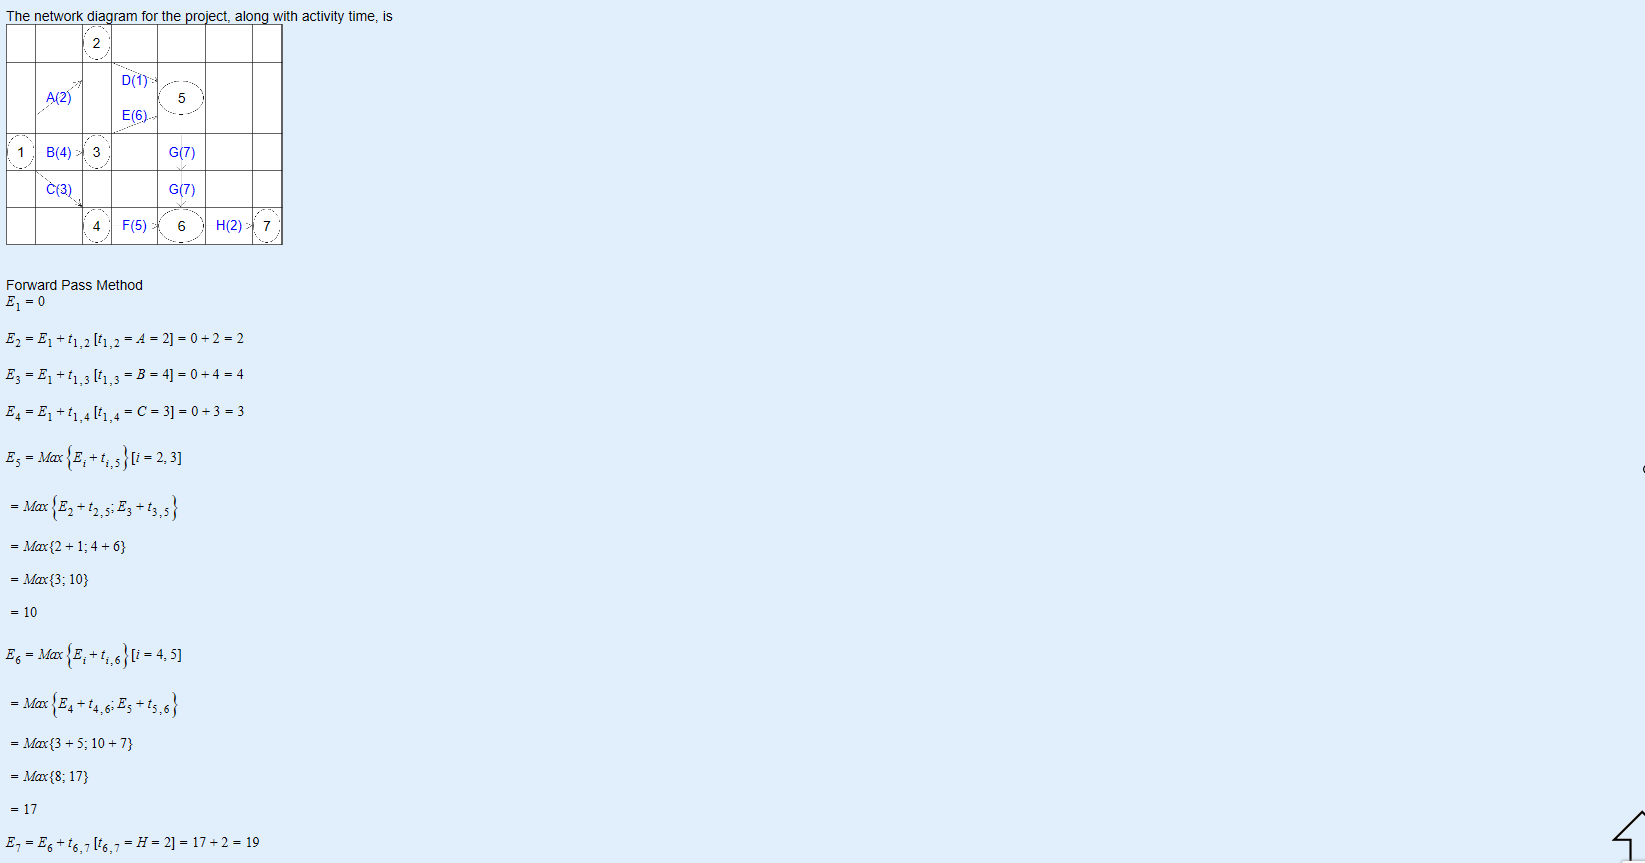 The network diagram for the project, along with activity time, is
2
D(1)
A(2)
5
E(6)
1 B(4) 3 G(7)
C(3) G(7)
4 F(5) 6 H(2) 7
Forward Pass Method
E1 = 0
E2 = E1 + t1,2 [t1,2 = A = 2] = 0 + 2 = 2
E3 = E1 + t1,3 [t1,3 = B = 4] = 0 + 4 = 4
E4 = E1 + t1,4 [t1,4 = C = 3] = 0 + 3 = 3
E5 = Max{Ei + ti,5} [i = 2, 3]
= Max{E2 + t2,5; E3 + t3,5}
= Max{2 + 1; 4 + 6}
= Max{3; 10}
= 10
E6 = Max{Ei + ti,6} [i = 4, 5]
= Max{E4 + t4,6; E5 + t5,6}
= Max{3 + 5; 10 + 7}
= Max{8; 17}
= 17
E7 = E6 + t6,7 [t6,7 = H = 2] = 17 + 2 = 19